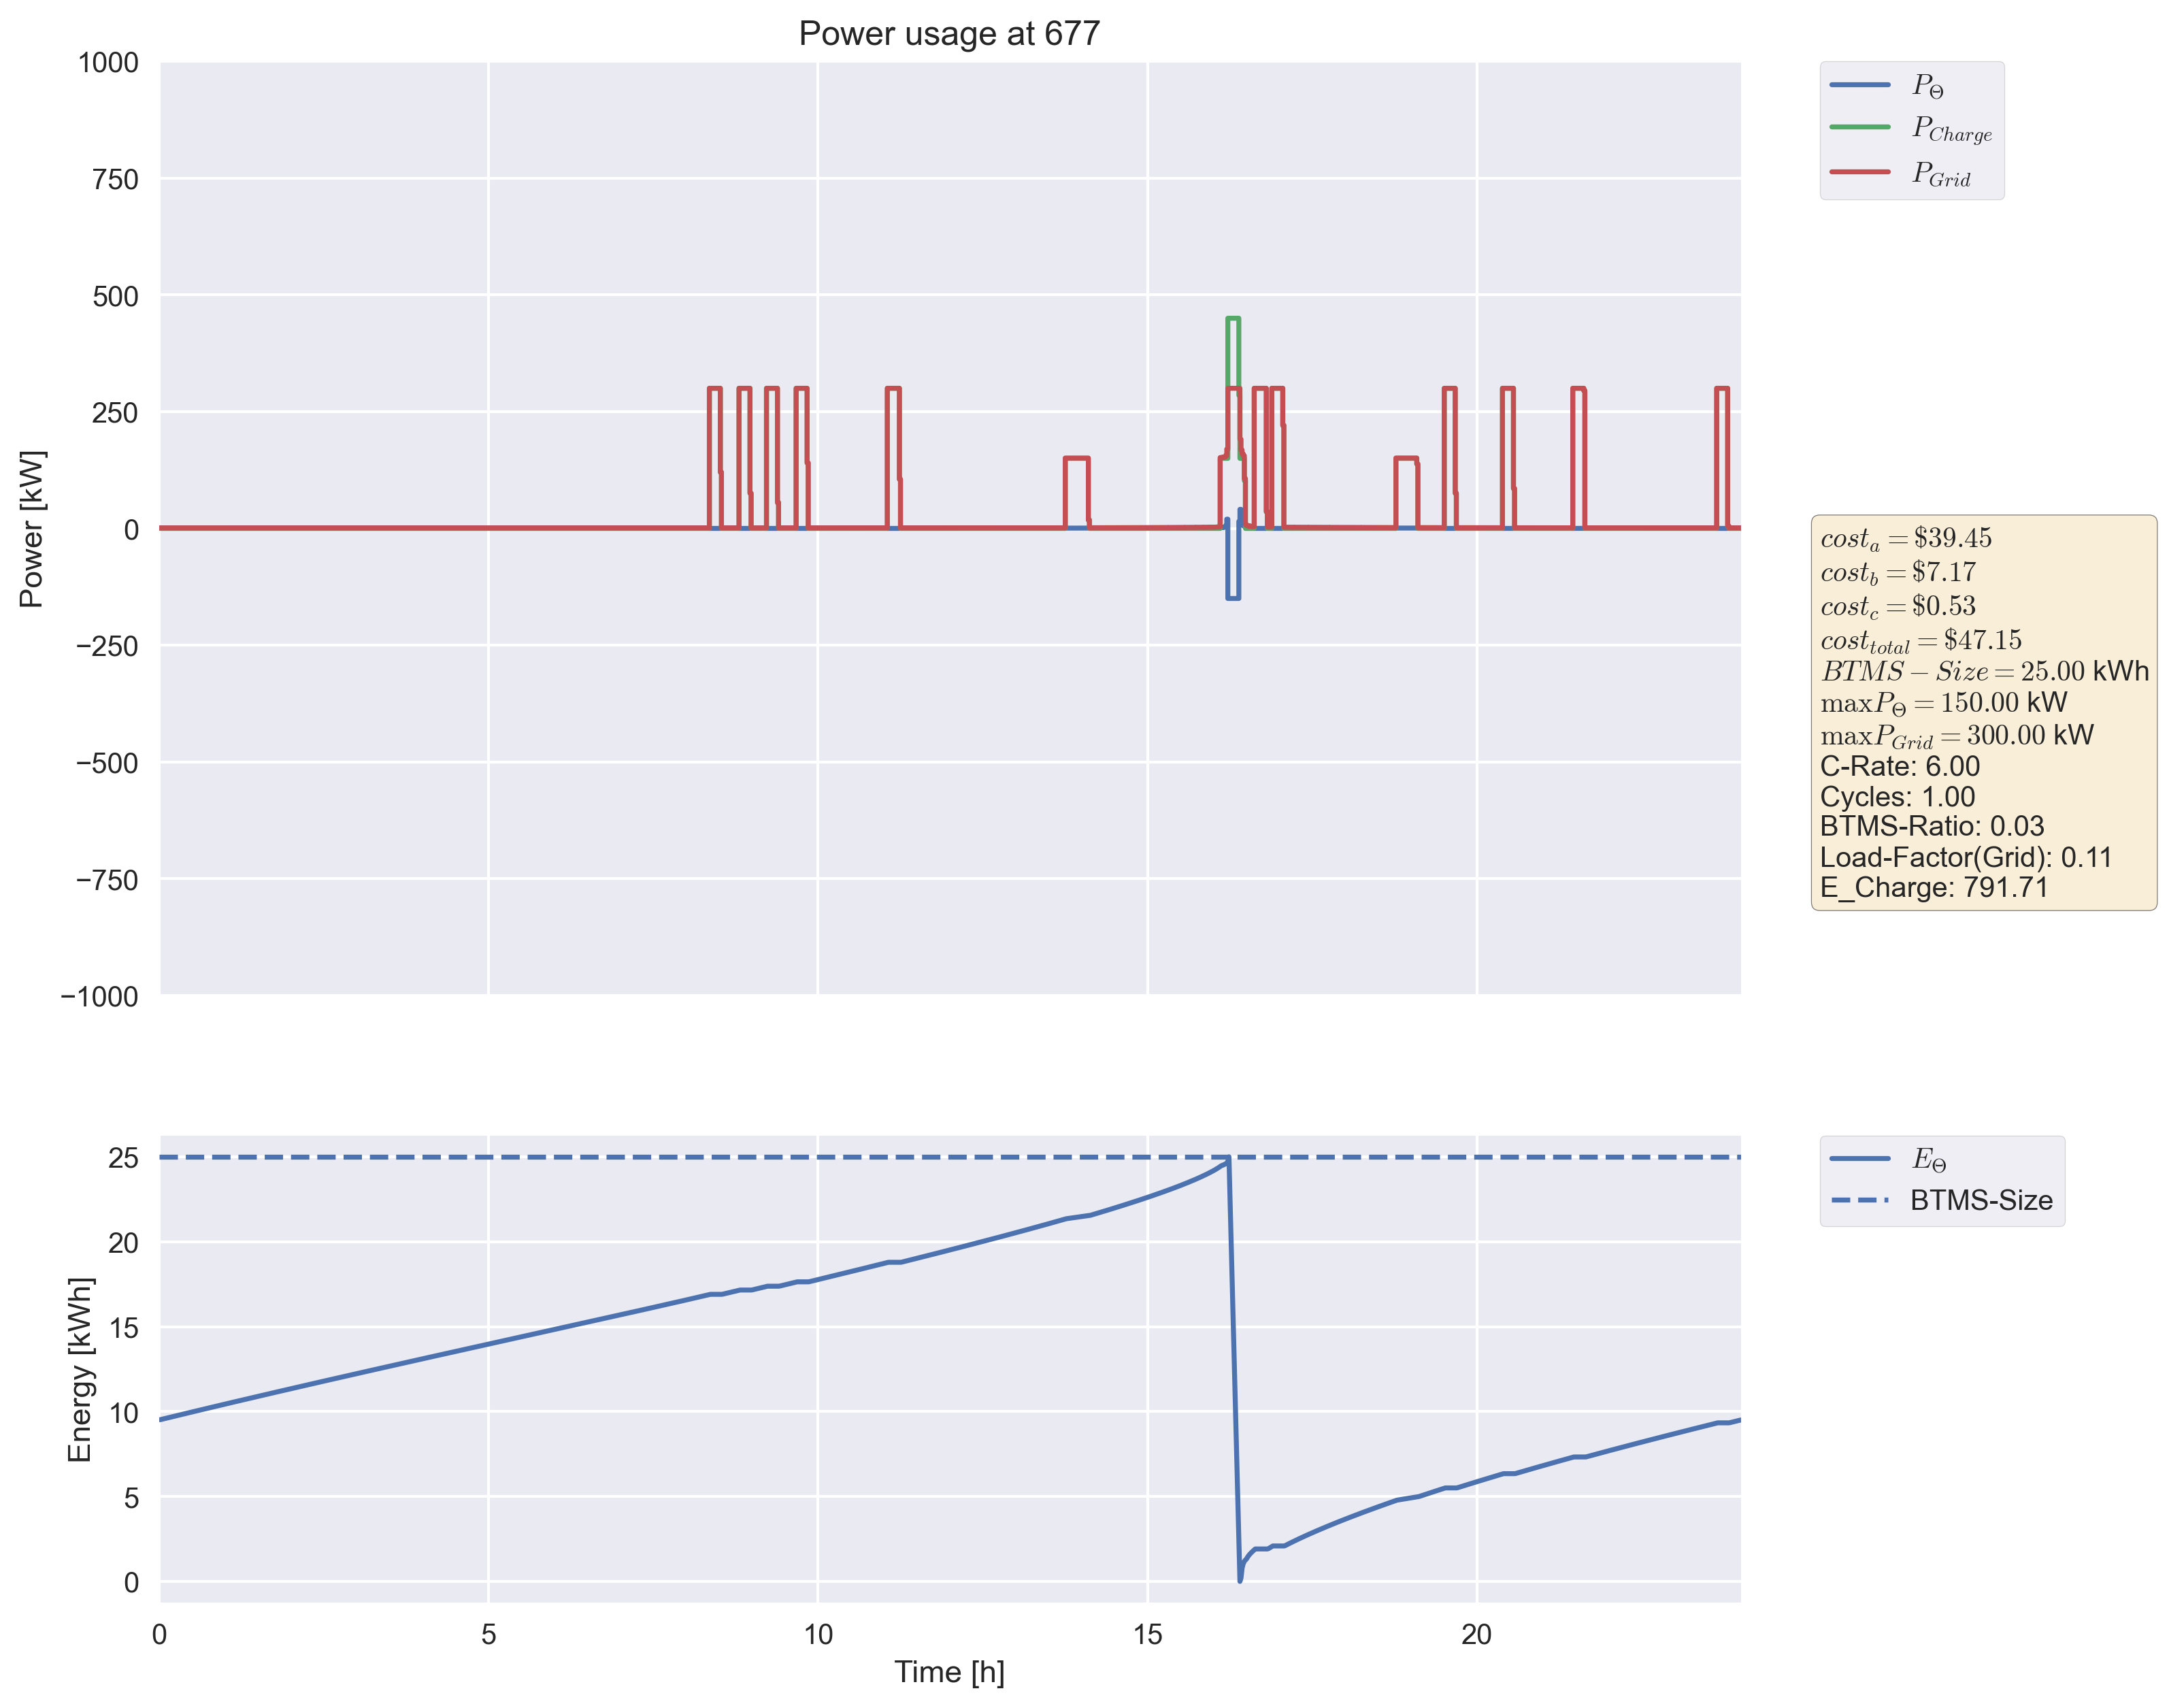 Power usage at 677
1000
750
500
250
0
−250
−500
−750
−1000
Power [kW]
P_Θ
P_Charge
P_Grid
cost_a = $39.45
cost_b = $7.17
cost_c = $0.53
cost_total = $47.15
BTMS − Size = 25.00 kWh
maxP_Θ = 150.00 kW
maxP_Grid = 300.00 kW
C-Rate: 6.00
Cycles: 1.00
BTMS-Ratio: 0.03
Load-Factor(Grid): 0.11
E_Charge: 791.71
25
20
15
10
5
0
Energy [kWh]
E_Θ
BTMS-Size
0
5
10
15
20
Time [h]